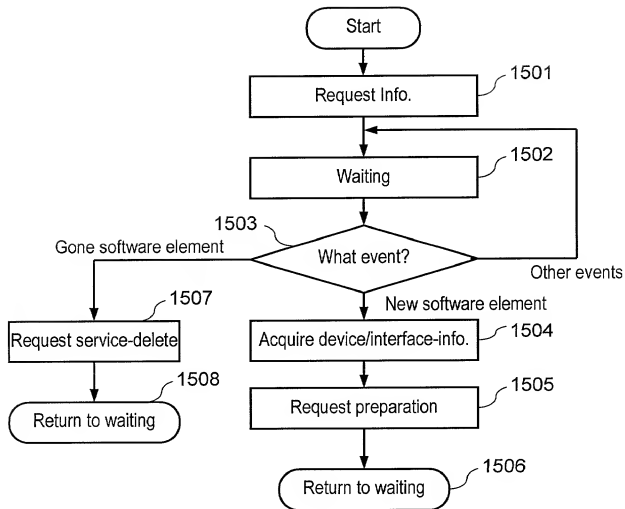 Start
1501
Request Info.
1502
Waiting
1503
What event?
Gone software element
Other events
New software element
1507
Request service-delete
1504
Acquire device/interface-info.
1508
Return to waiting
1505
Request preparation
1506
Return to waiting